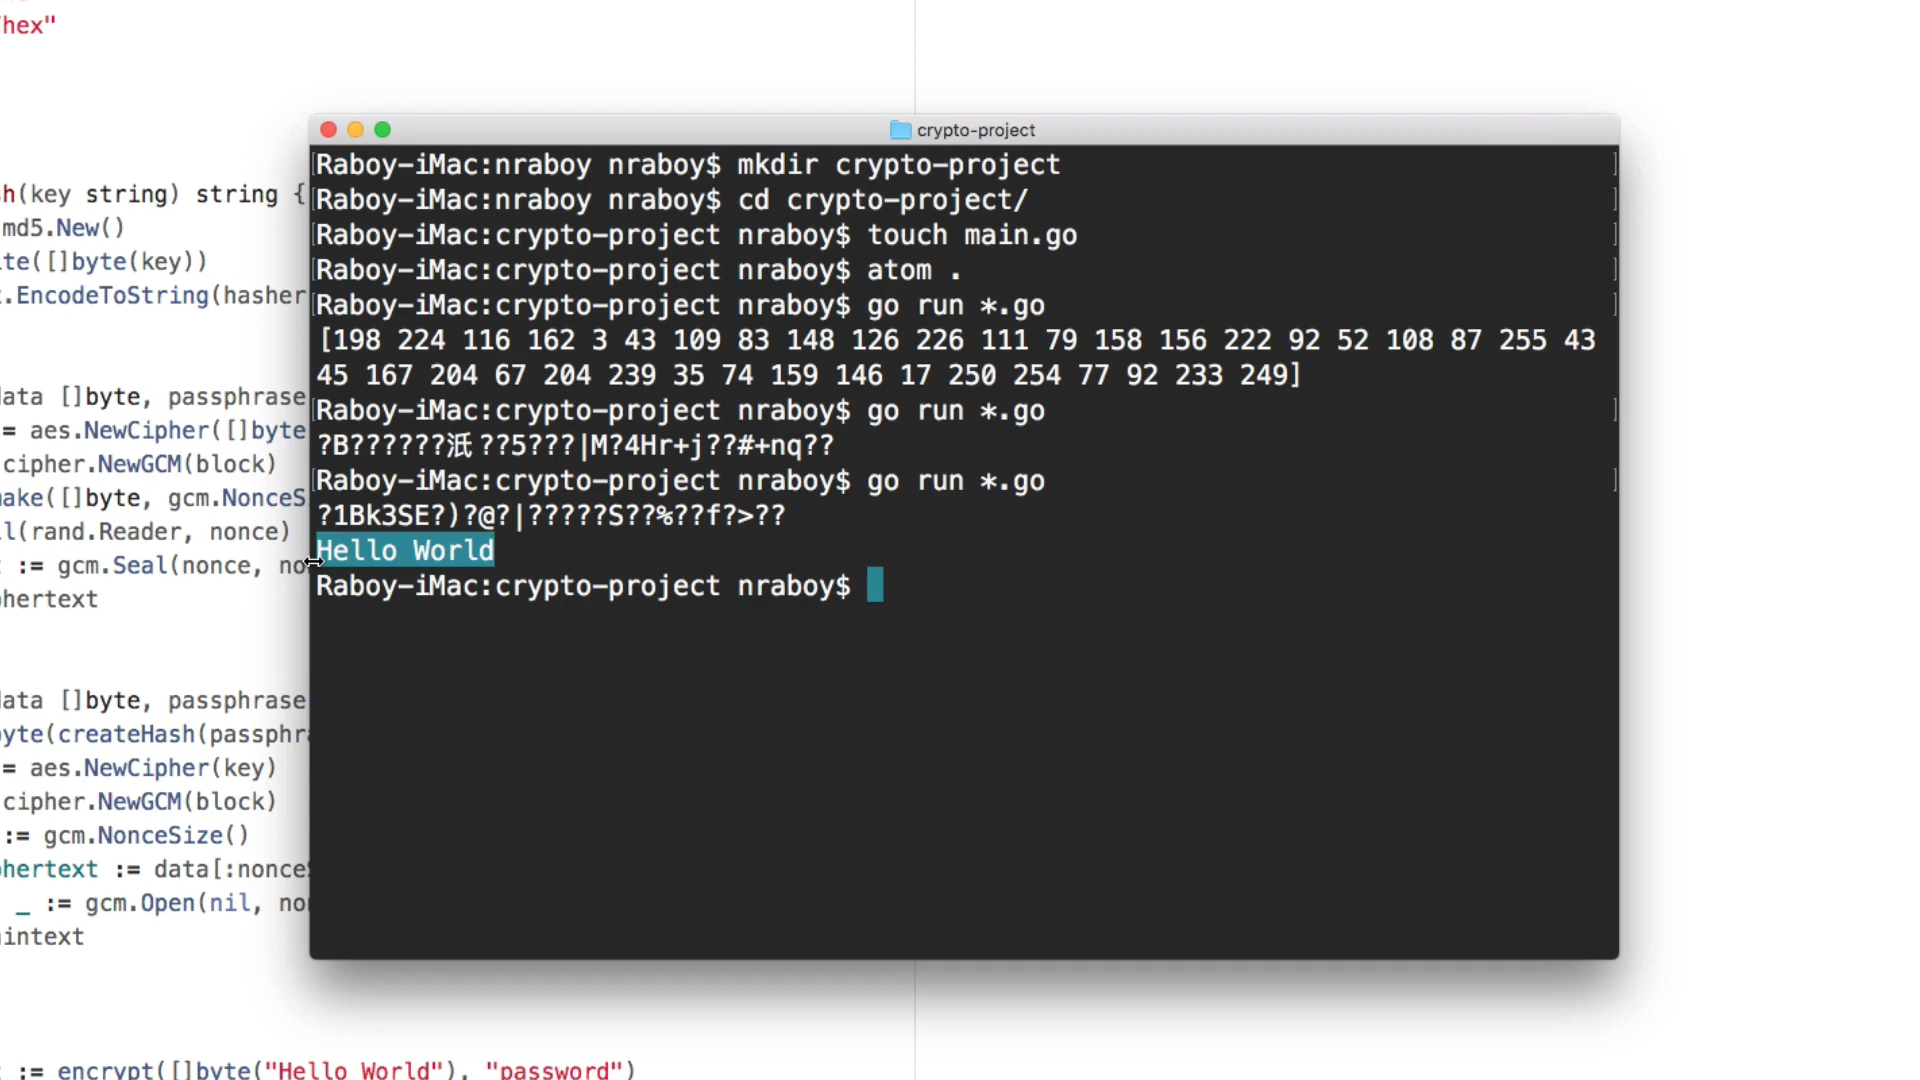 hex"
crypto-project
Raboy-iMac:nraboy nraboy$ mkdir crypto-project
Raboy-iMac:nraboy nraboy$ cd crypto-project/
Raboy-iMac:crypto-project nraboy$ touch main.go
Raboy-iMac:crypto-project nraboy$ atom .
Raboy-iMac:crypto-project nraboy$ go run *.go
[198 224 116 162 3 43 109 83 148 126 226 111 79 158 156 222 92 52 108 87 255 43
45 167 204 67 204 239 35 74 159 146 17 250 254 77 92 233 249]
Raboy-iMac:crypto-project nraboy$ go run *.go
?B??????泜??5???|M?4Hr+j??#+nq??
Raboy-iMac:crypto-project nraboy$ go run *.go
?1Bk3SE?)?@?|?????S??%??f?>??
Hello World
Raboy-iMac:crypto-project nraboy$
h(key string) string {
md5.New()
te([]byte(key))
.EncodeToString(hasher
ata []byte, passphrase
= aes.NewCipher([]byte
cipher.NewGCM(block)
ake([]byte, gcm.NonceS
l(rand.Reader, nonce)
:= gcm.Seal(nonce, no
hertext
ata []byte, passphrase
yte(createHash(passphra
= aes.NewCipher(key)
cipher.NewGCM(block)
:= gcm.NonceSize()
hertext := data[:nonceS
_ := gcm.Open(nil, non
intext
:= encrypt([]byte("Hello World"), "password")